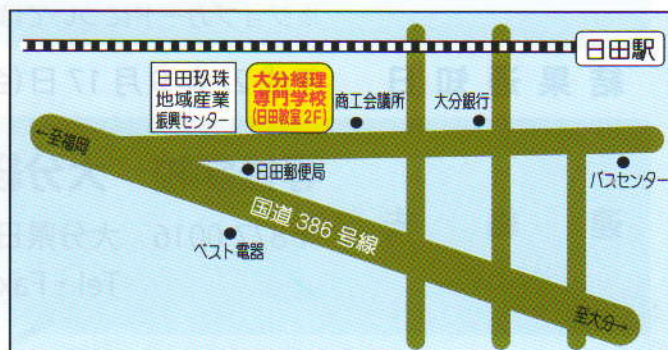 日田駅
日田玖珠
地域産業
振興センター
大分経理
専門学校
(日田教室2F)
商工会議所
大分銀行
←至福岡
日田郵便局
バスセンター
国道386号線
ベスト電器
至大分→